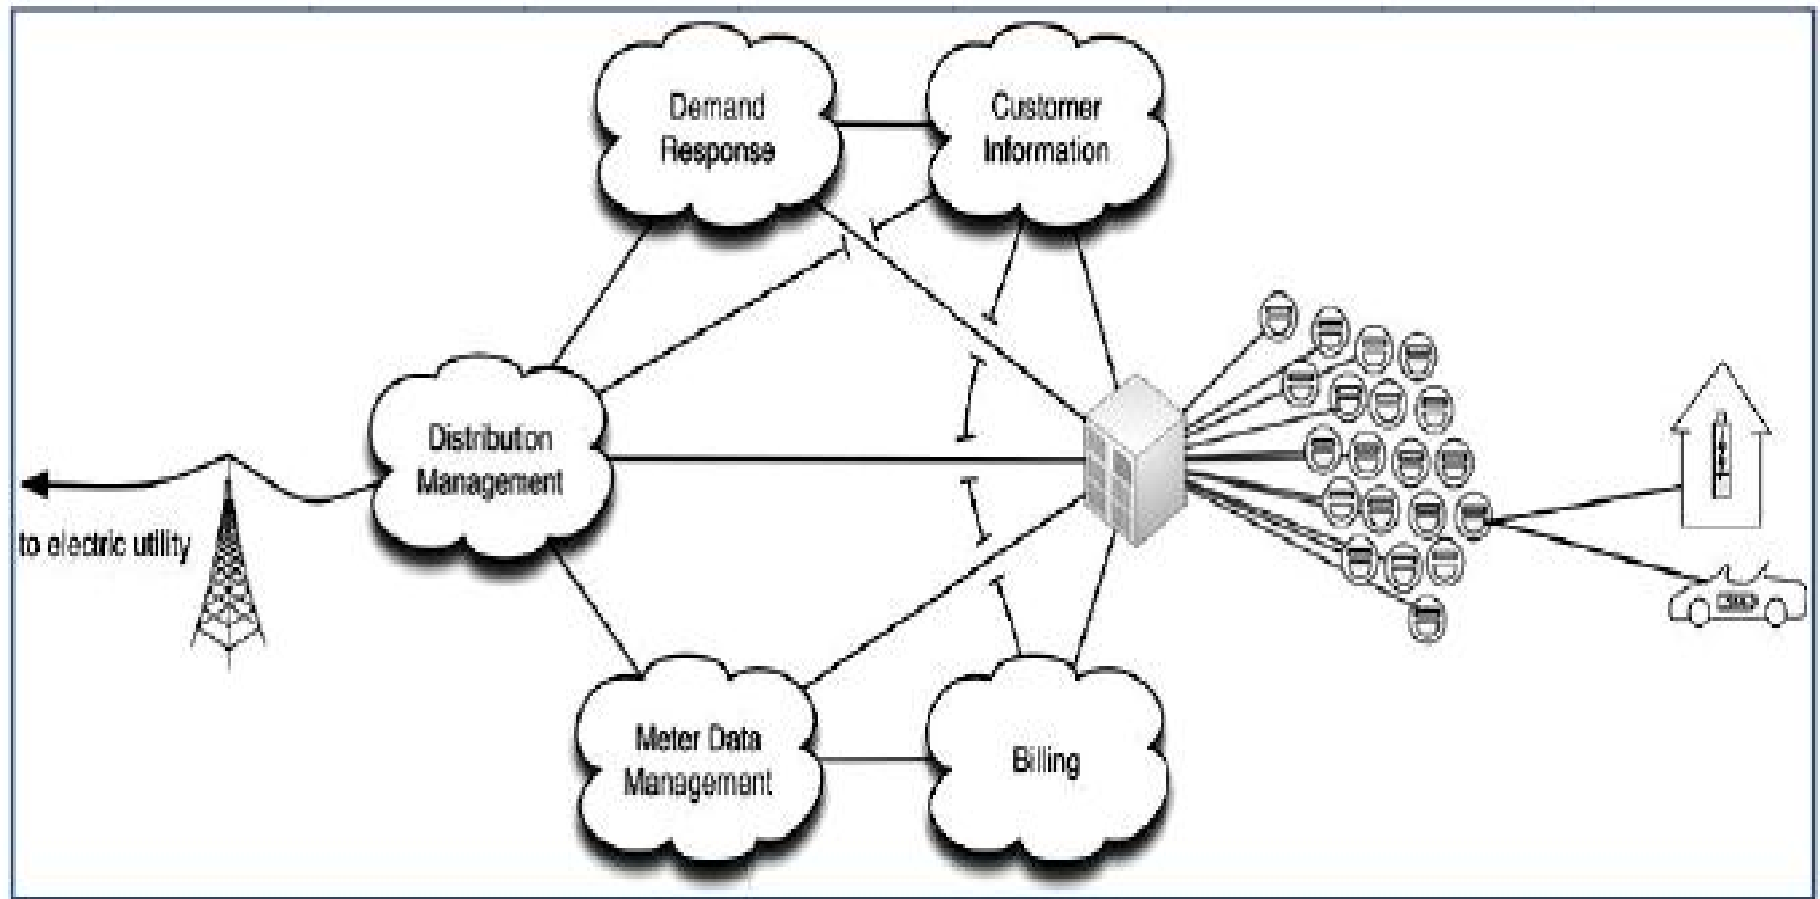 Demand
Response
Customer
Information
Distribution
Management
to electric utility
Meter Data
Management
Billing